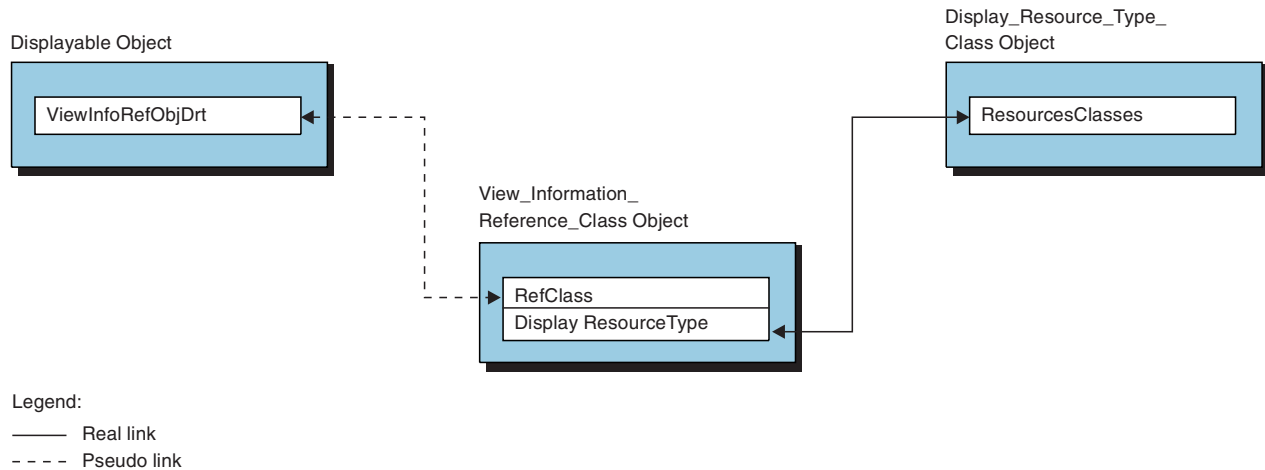 Display_Resource_Type_
Class Object
Displayable Object
ViewInfoRefObjDrt
ResourcesClasses
View_Information_
Reference_Class Object
RefClass
Display ResourceType
Legend:
Real link
Pseudo link